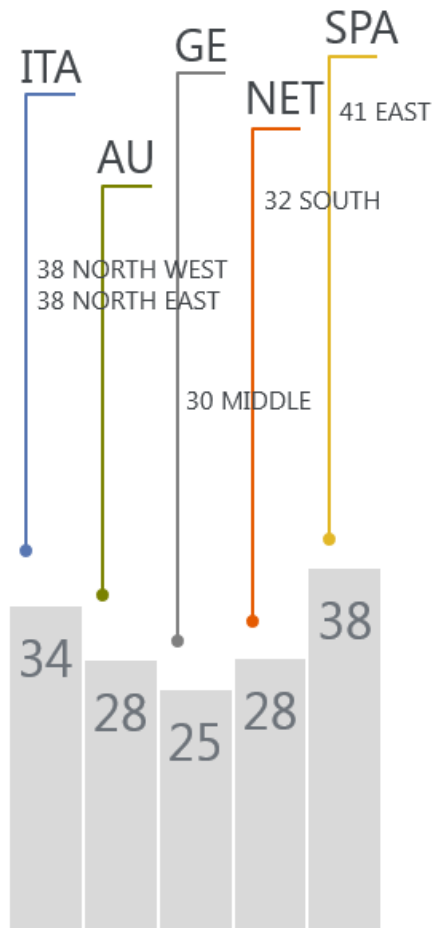 ITA
38 NORTH WEST
38 NORTH EAST
34
AU
28
GE
30 MIDDLE
25
NET
32 SOUTH
28
SPA
41 EAST
38